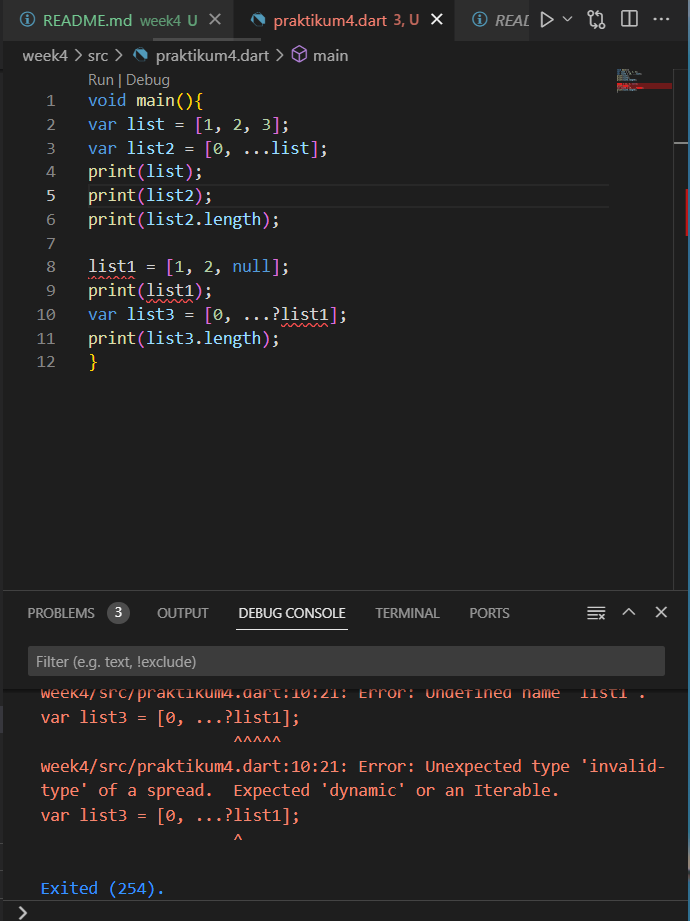 README.md week4 U
praktikum4.dart 3, U
READ
week4 > src > praktikum4.dart > main
Run | Debug
1 void main(){
2 var list = [1, 2, 3];
3 var list2 = [0, ...list];
4 print(list);
5 print(list2);
6 print(list2.length);
7
8 list1 = [1, 2, null];
9 print(list1);
10 var list3 = [0, ...?list1];
11 print(list3.length);
12 }
PROBLEMS 3 OUTPUT DEBUG CONSOLE TERMINAL PORTS
Filter (e.g. text, !exclude)
week4/src/praktikum4.dart:10:21: Error: Undefined name 'list1'.
var list3 = [0, ...?list1];
^^^^^
week4/src/praktikum4.dart:10:21: Error: Unexpected type 'invalid-
type' of a spread.  Expected 'dynamic' or an Iterable.
var list3 = [0, ...?list1];
^
Exited (254).
>